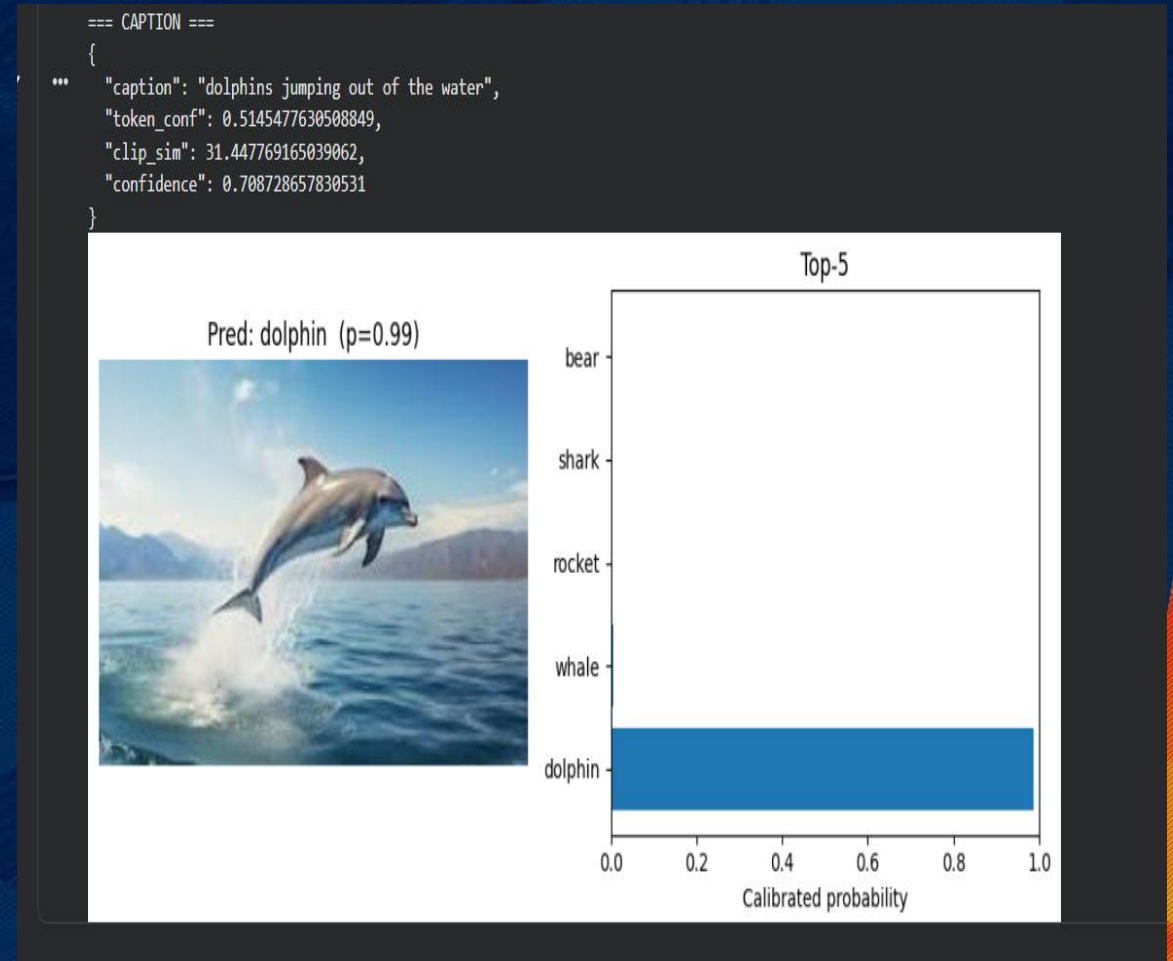 === CAPTION ===
{
"caption": "dolphins jumping out of the water",
"token_conf": 0.5145477630508849,
"clip_sim": 31.447769165039062,
"confidence": 0.708728657830531
}
Pred: dolphin (p=0.99)
Top-5
bear
shark
rocket
whale
dolphin
0.0 0.2 0.4 0.6 0.8 1.0
Calibrated probability